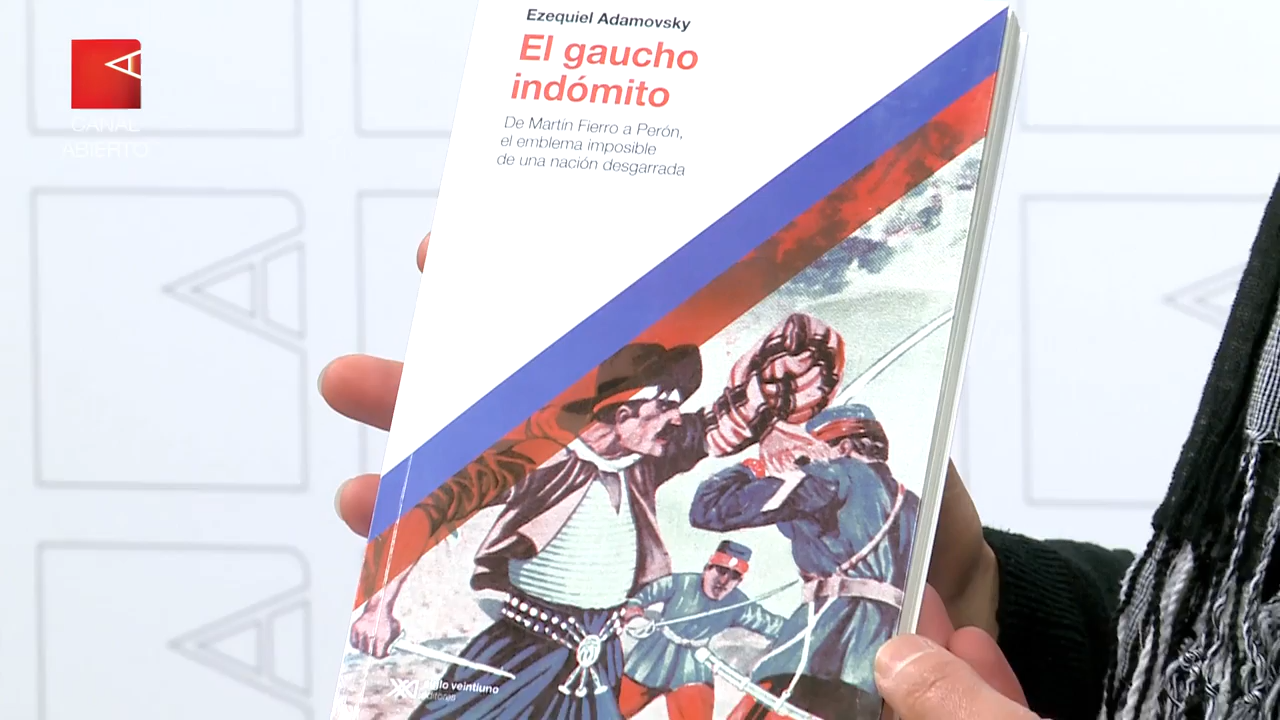 CANAL
ABIERTO
Ezequiel Adamovsky
El gaucho
indómito
De Martín Fierro a Perón,
el emblema imposible
de una nación desgarrada
siglo veintiuno
editores